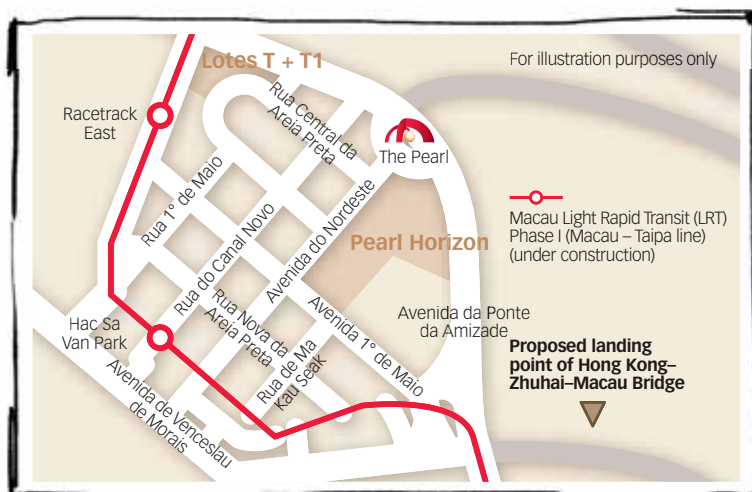 Lotes T + T1
For illustration purposes only
Racetrack
East
Rua Central da
Areia Preta
The Pearl
Rua 1° de Maio
Rua do Canal Novo
Avenida do Nordeste
Pearl Horizon
Macau Light Rapid Transit (LRT)
Phase I (Macau – Taipa line)
(under construction)
Hac Sa
Van Park
Rua Nova da
Areia Preta
Avenida 1° de Maio
Avenida da Ponte
da Amizade
Rua de Ma
Kau Seak
Avenida de Venceslau
de Morais
Proposed landing
point of Hong Kong–
Zhuhai–Macau Bridge